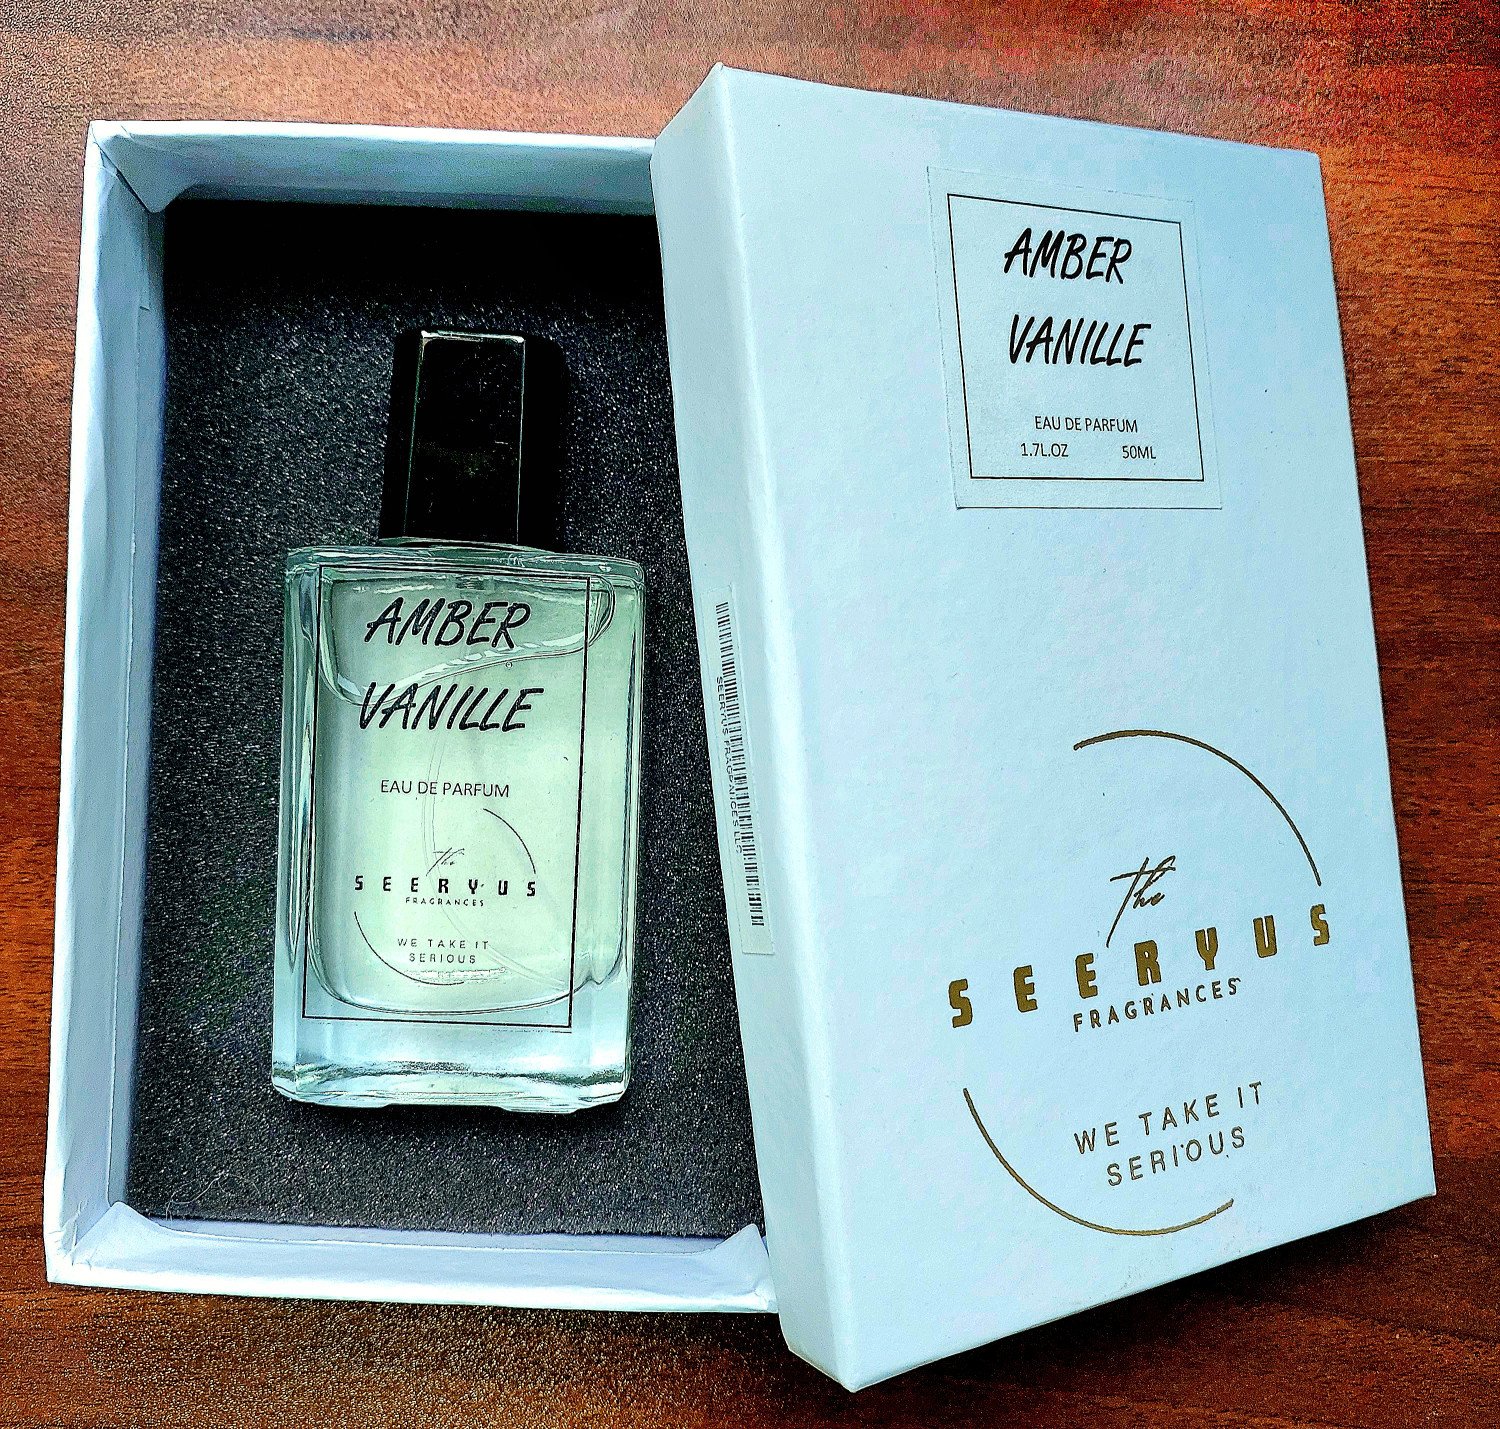 AMBER
VANILLE
EAU DE PARFUM
the
SEERYUS
FRAGRANCES
WE TAKE IT
SERIOUS
AMBER
VANILLE
EAU DE PARFUM
1.7L.OZ 50ML
SEERYUS FRAGRANCES LLC
the
SEERYUS
FRAGRANCES
WE TAKE IT
SERIOUS